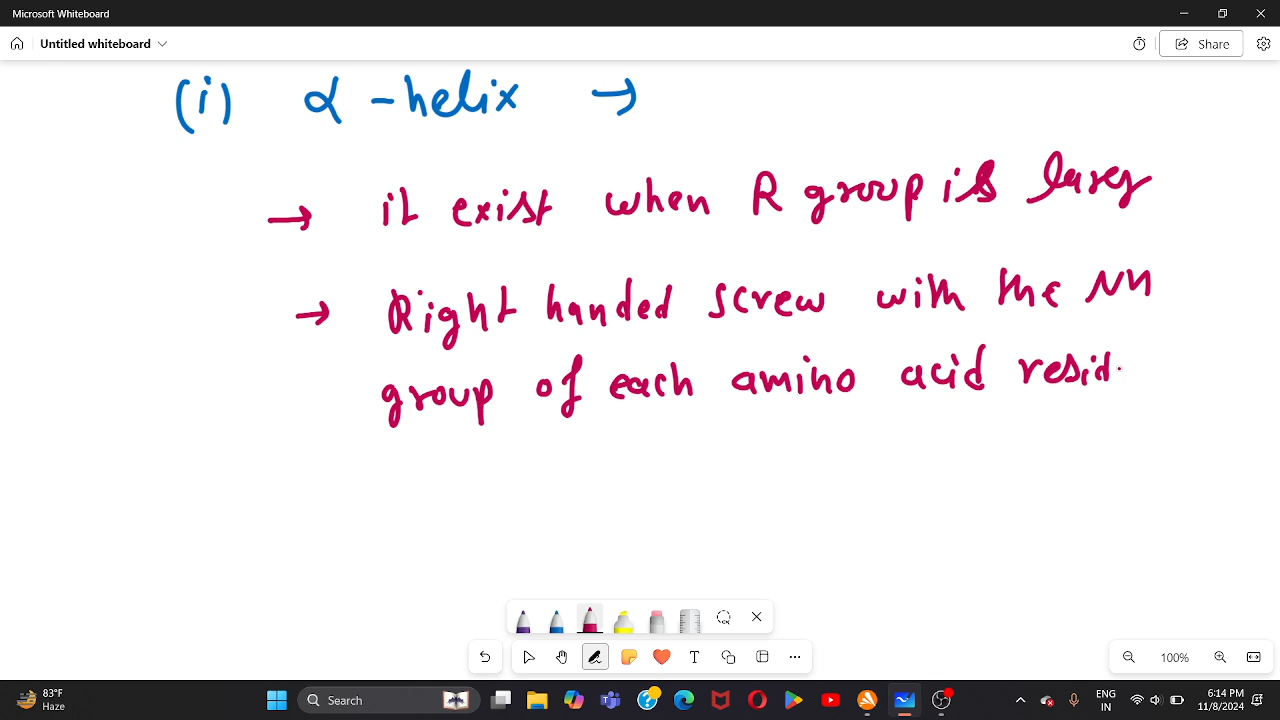 Microsoft Whiteboard
Untitled whiteboard
Share
(i) α - helix →
→ it exist when R group is
→ Right handed screw with the NH
group of each amino acid resid
100%
83°F
Haze
Search
ENG
IN
6:14 PM
11/8/2024